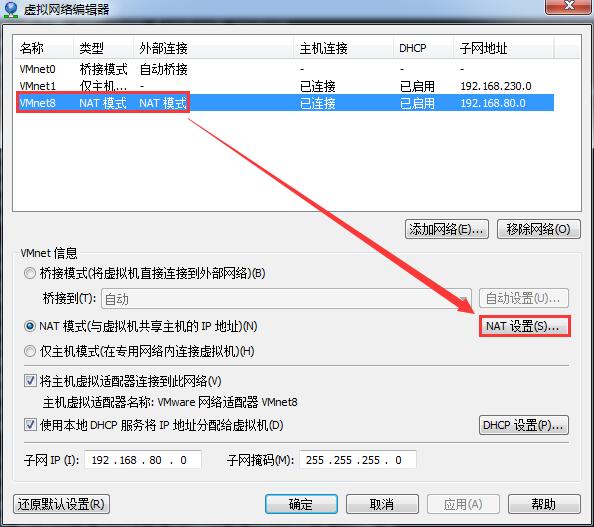 虚拟网络编辑器
名称 类型 外部连接 主机连接 DHCP 子网地址
VMnet0 桥接模式 自动桥接 - - -
VMnet1 仅主机... - 已连接 已启用 192.168.230.0
VMnet8 NAT 模式 NAT 模式 已连接 已启用 192.168.80.0
添加网络(E)... 移除网络(O)
VMnet 信息
桥接模式(将虚拟机直接连接到外部网络)(B)
桥接到(T): 自动 自动设置(U)...
NAT 模式(与虚拟机共享主机的 IP 地址)(N) NAT 设置(S)...
仅主机模式(在专用网络内连接虚拟机)(H)
将主机虚拟适配器连接到此网络(V)
主机虚拟适配器名称: VMware 网络适配器 VMnet8
使用本地 DHCP 服务将 IP 地址分配给虚拟机(D) DHCP 设置(P)...
子网 IP (I): 192 .168 . 80 . 0 子网掩码(M): 255 .255 .255 . 0
还原默认设置(R) 确定 取消 应用(A) 帮助